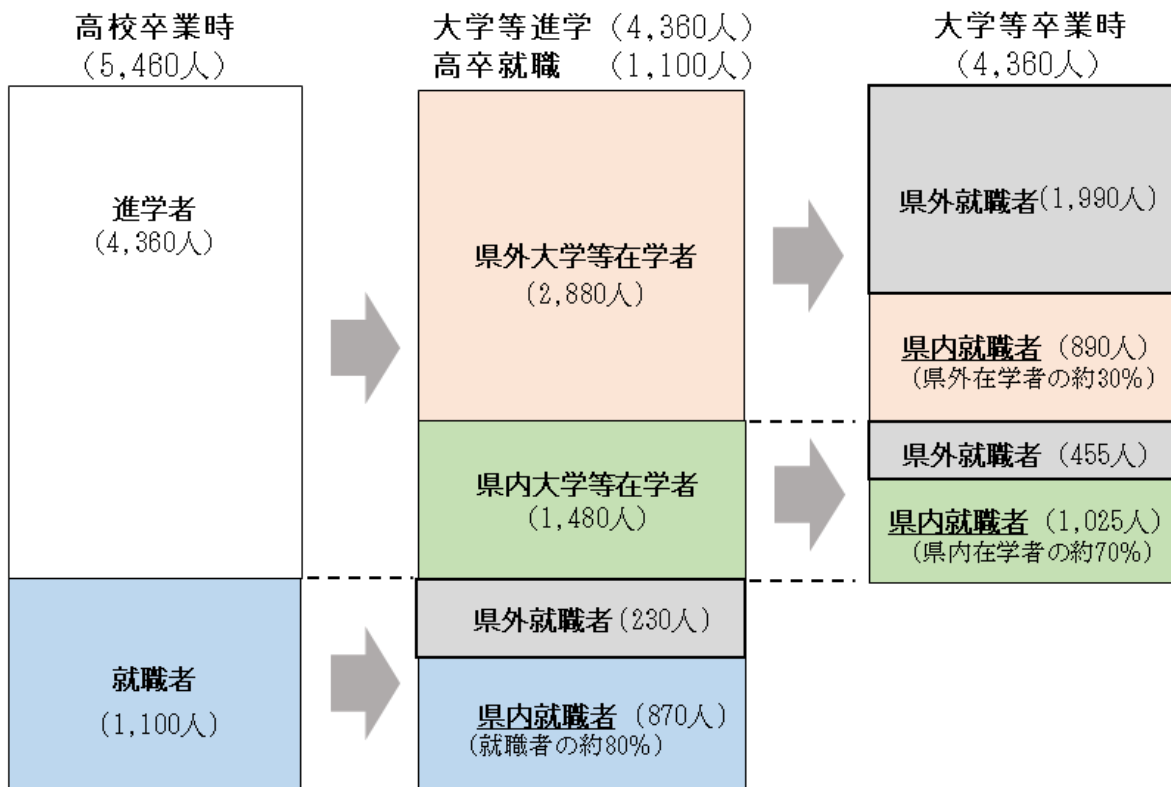 高校卒業時
(5,460人)
進学者
(4,360人)
就職者
(1,100人)
大学等進学 (4,360人)
高卒就職 (1,100人)
県外大学等在学者
(2,880人)
県内大学等在学者
(1,480人)
県外就職者(230人)
県内就職者 (870人)
(就職者の約80%)
大学等卒業時
(4,360人)
県外就職者(1,990人)
県内就職者 (890人)
(県外在学者の約30%)
県外就職者 (455人)
県内就職者 (1,025人)
(県内在学者の約70%)